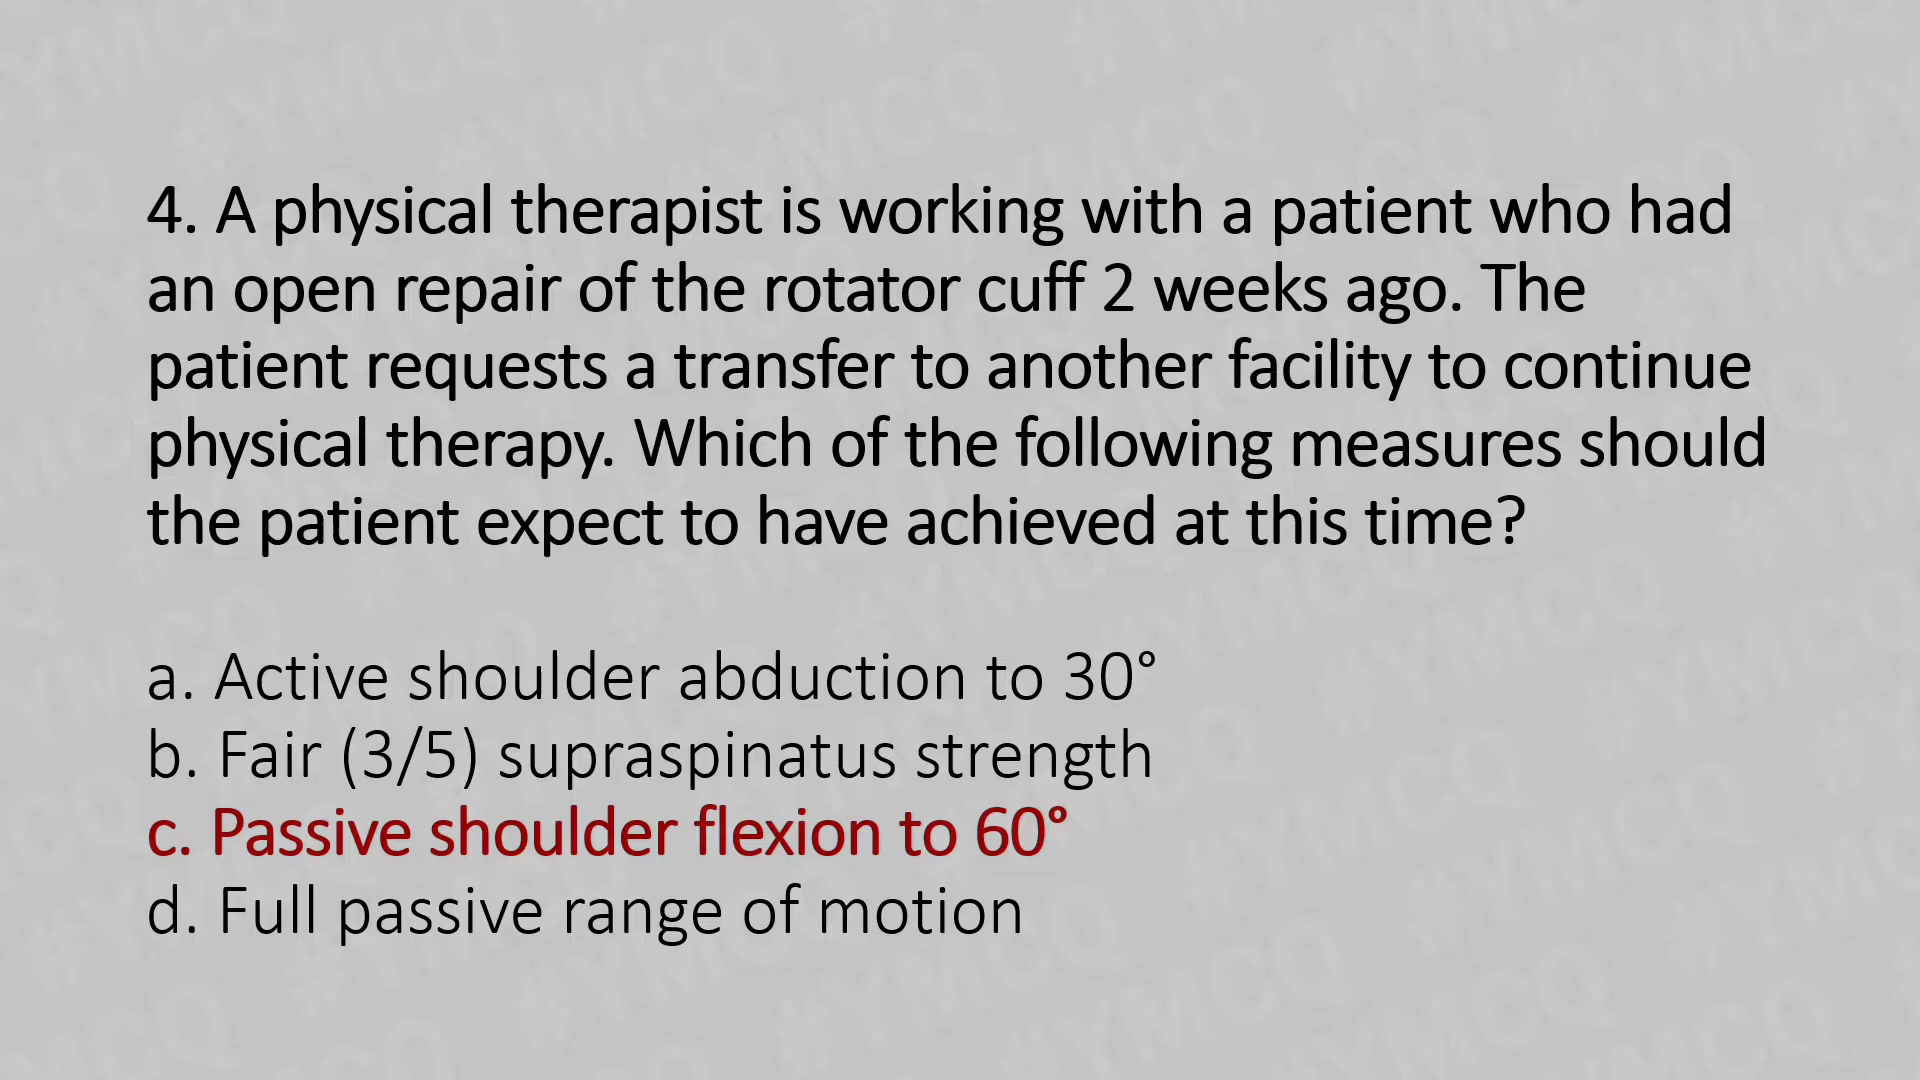 4. A physical therapist is working with a patient who had
an open repair of the rotator cuff 2 weeks ago. The
patient requests a transfer to another facility to continue
physical therapy. Which of the following measures should
the patient expect to have achieved at this time?
a. Active shoulder abduction to 30°
b. Fair (3/5) supraspinatus strength
c. Passive shoulder flexion to 60°
d. Full passive range of motion
#YMCQ